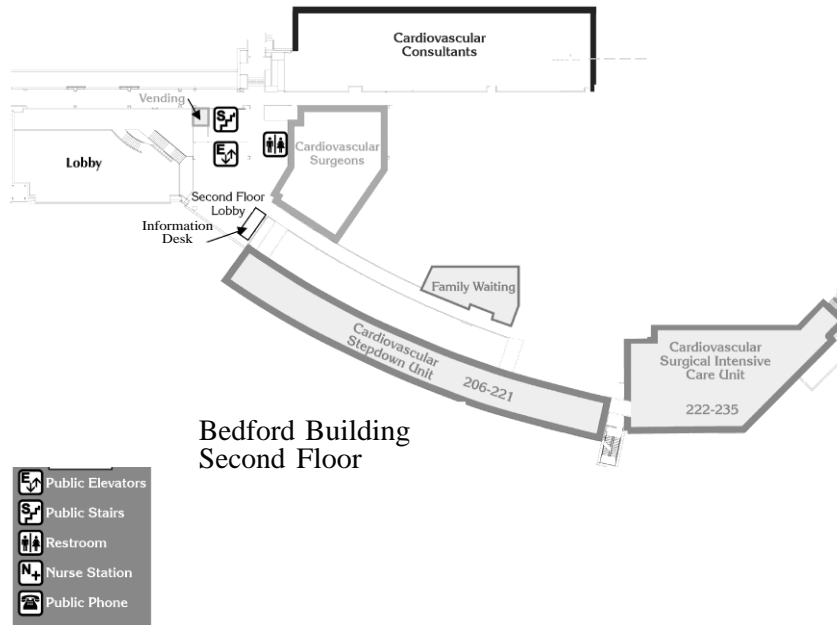 Cardiovascular
Consultants
Vending
S
E
Cardiovascular
Surgeons
Lobby
Second Floor
Lobby
Information
Desk
Family Waiting
Cardiovascular
Stepdown Unit
206-221
Cardiovascular
Surgical Intensive
Care Unit
222-235
Bedford Building
Second Floor
E Public Elevators
S Public Stairs
Restroom
N Nurse Station
Public Phone